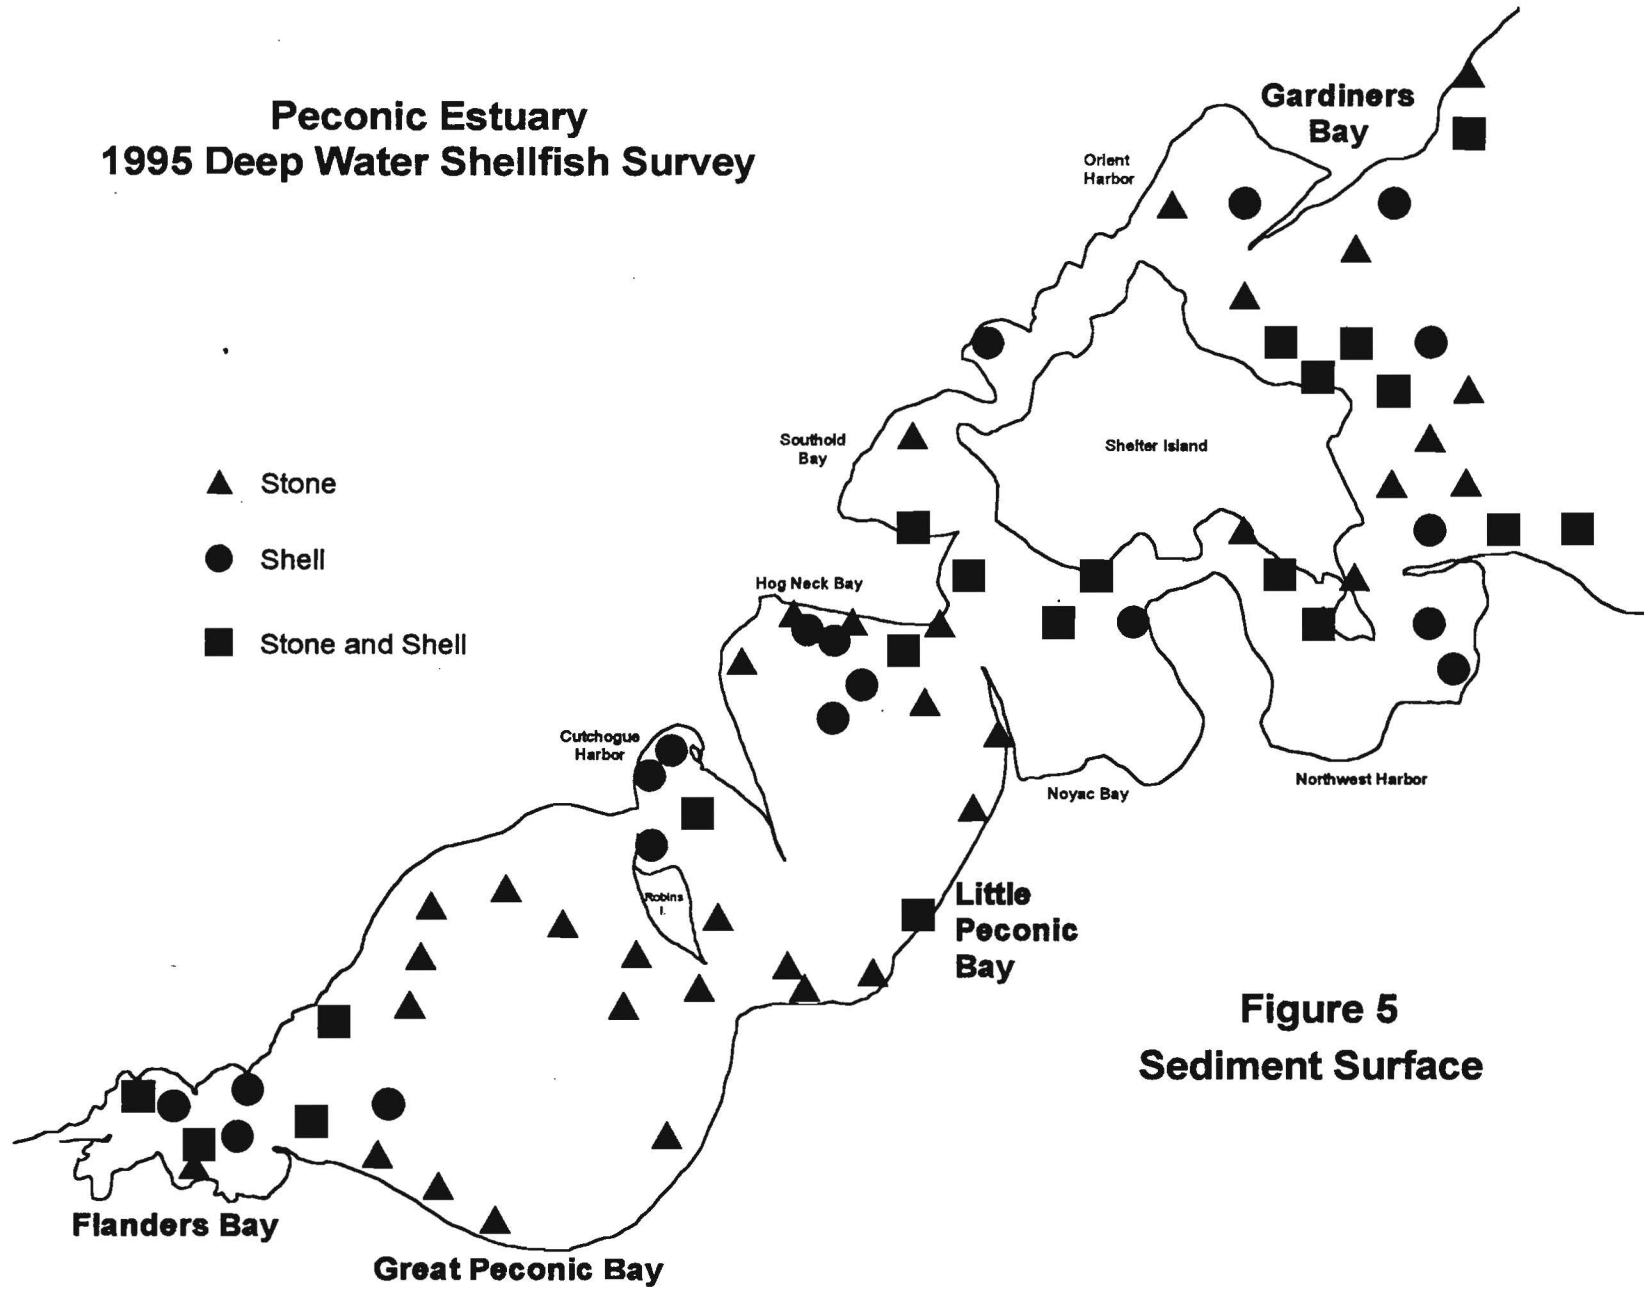 Peconic Estuary
1995 Deep Water Shellfish Survey
Gardiners
Bay
Orient
Harbor
Southold
Bay
Shelter Island
Stone
Shell
Stone and Shell
Hog Neck Bay
Cutchogue
Harbor
Noyac Bay
Northwest Harbor
Robins
I.
Little
Peconic
Bay
Figure 5
Sediment Surface
Flanders Bay
Great Peconic Bay